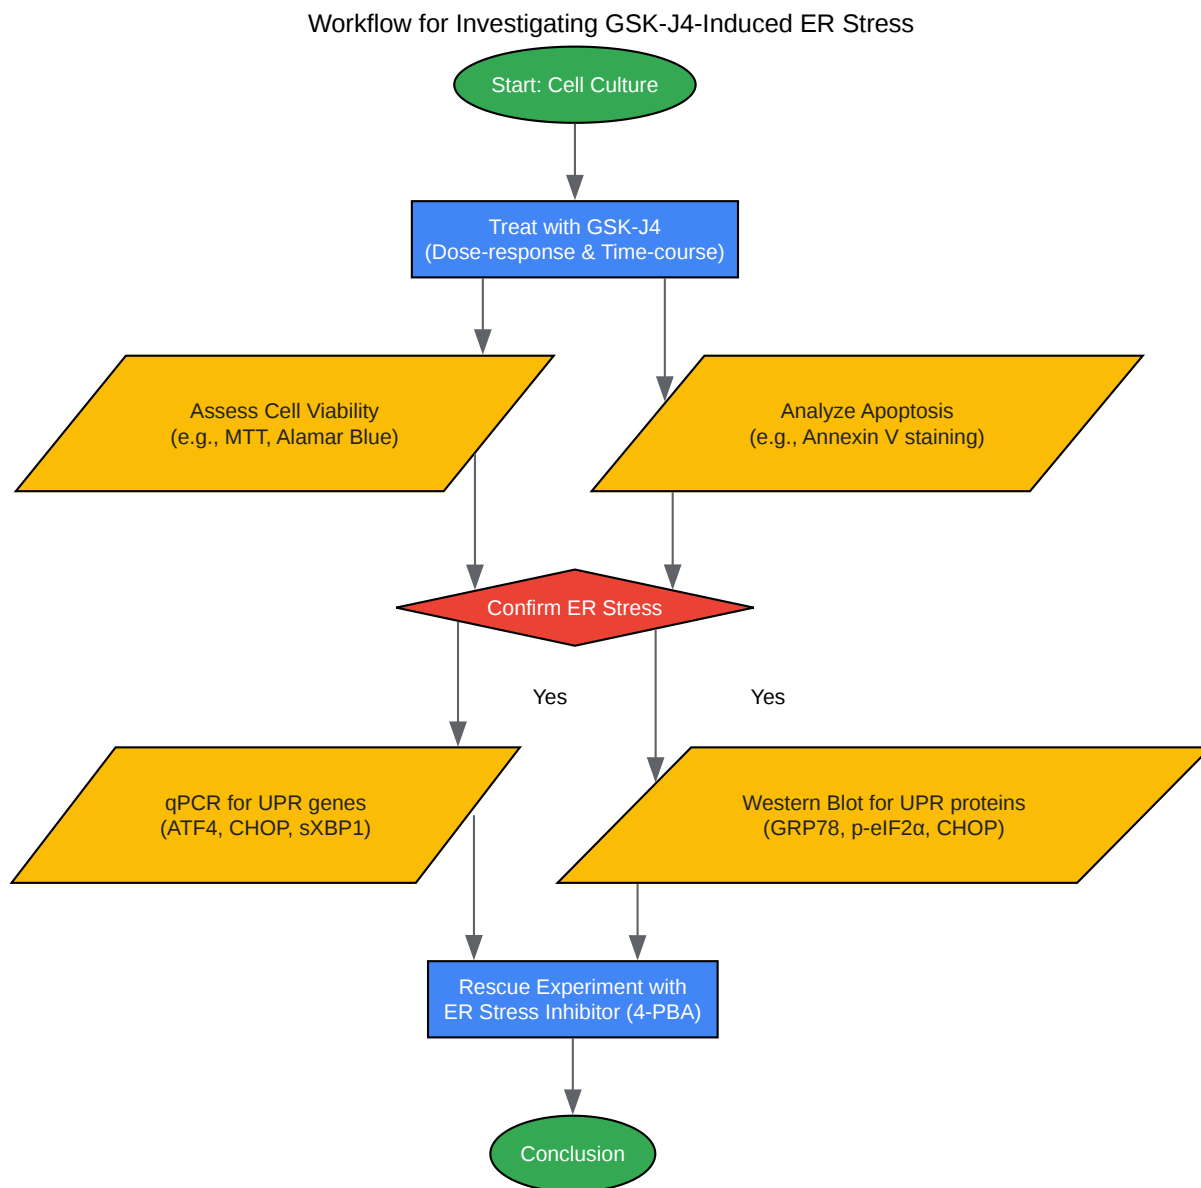 Workflow for Investigating GSK-J4-Induced ER Stress
Start: Cell Culture
Treat with GSK-J4
(Dose-response & Time-course)
Assess Cell Viability
(e.g., MTT, Alamar Blue)
Analyze Apoptosis
(e.g., Annexin V staining)
Confirm ER Stress
Yes
Yes
qPCR for UPR genes
(ATF4, CHOP, sXBP1)
Western Blot for UPR proteins
(GRP78, p-eIF2α, CHOP)
Rescue Experiment with
ER Stress Inhibitor (4-PBA)
Conclusion